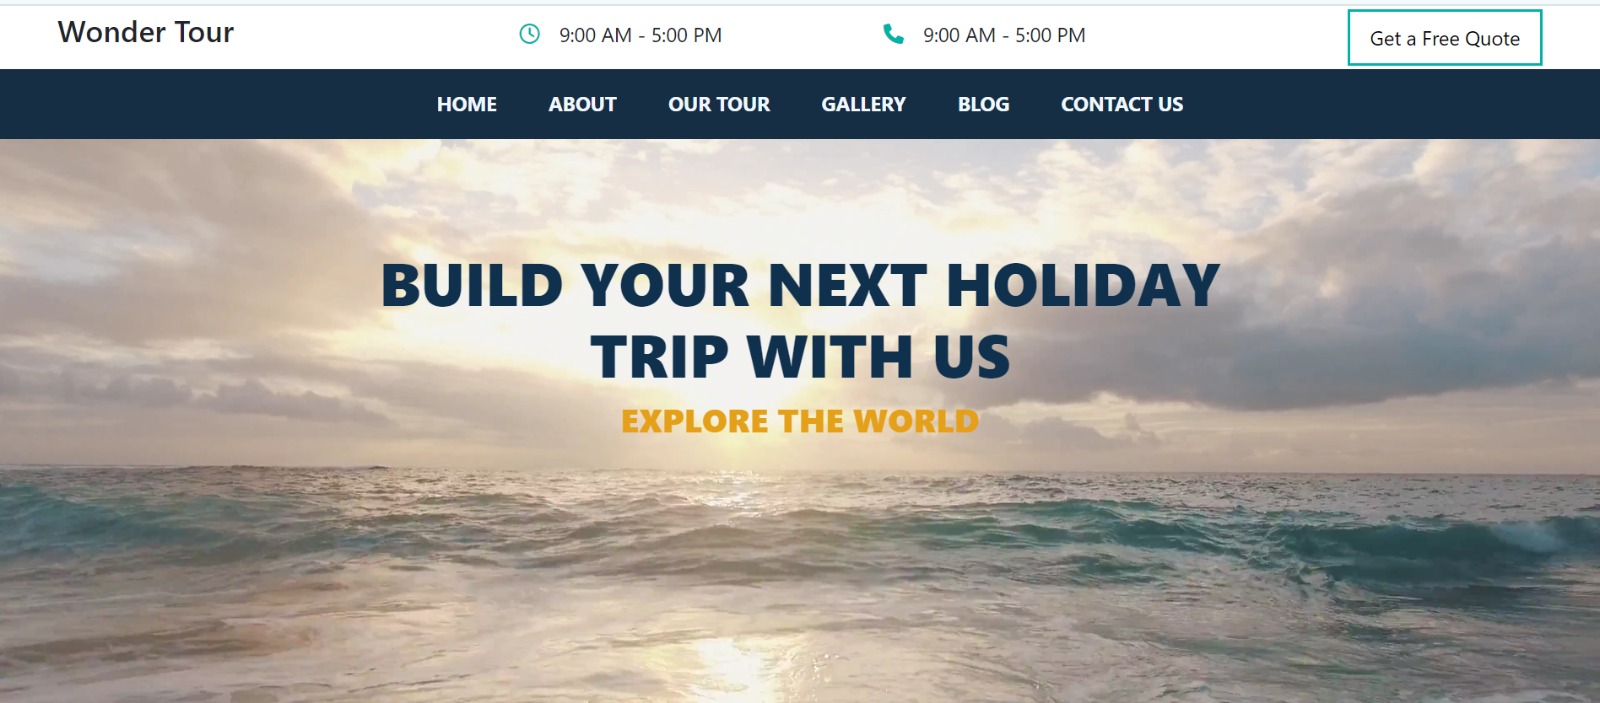 Wonder Tour
9:00 AM - 5:00 PM
9:00 AM - 5:00 PM
Get a Free Quote
HOME ABOUT OUR TOUR GALLERY BLOG CONTACT US
BUILD YOUR NEXT HOLIDAY
TRIP WITH US
EXPLORE THE WORLD